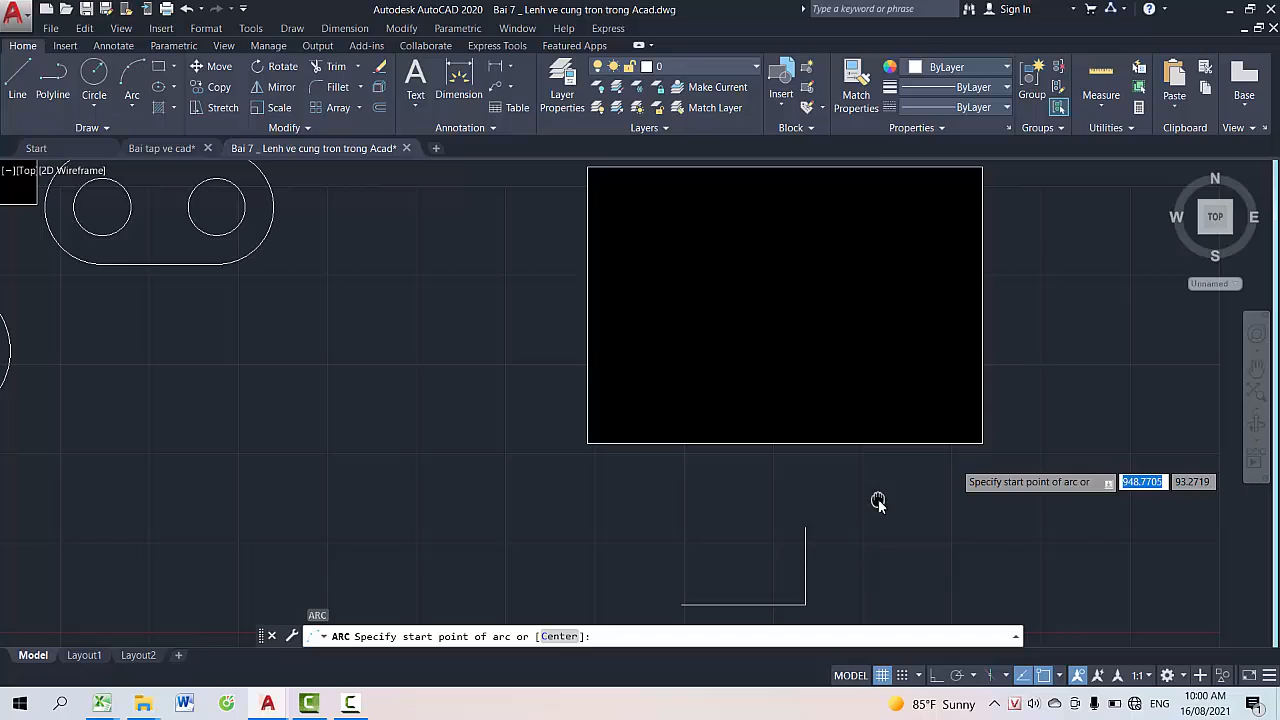 Autodesk AutoCAD 2020 Bai 7 _ Lenh ve cung tron trong Acad.dwg
Type a keyword or phrase
Sign In
File Edit View Insert Format Tools Draw Dimension Modify Parametric Window Help Express
Home Insert Annotate Parametric View Manage Output Add-ins Collaborate Express Tools Featured Apps
Line Polyline Circle Arc
Move Rotate Trim
Copy Mirror Fillet
Stretch Scale Array
Text Dimension Table
Layer Properties
0
Make Current
Match Layer
Insert
Match Properties
ByLayer
ByLayer
ByLayer
Group
Measure
Paste
Base
Draw Modify Annotation Layers Block Properties Groups Utilities Clipboard View
Start Bai tap ve cad* Bai 7 _ Lenh ve cung tron trong Acad*
[−][Top][2D Wireframe]
N
W TOP E
S
Unnamed
Specify start point of arc or 948.7705 93.2719
ARC
ARC Specify start point of arc or [Center]:
Model Layout1 Layout2
MODEL 1:1
85°F Sunny
ENG
10:00 AM
16/08/2021